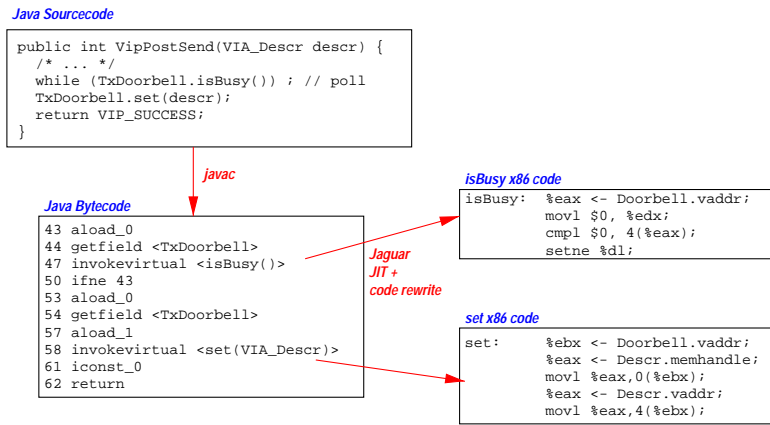 Java Sourcecode
public int VipPostSend(VIA_Descr descr) {
/* ... */
while (TxDoorbell.isBusy()) ; // poll
TxDoorbell.set(descr);
return VIP_SUCCESS;
}
javac
Java Bytecode
43 aload_0
44 getfield <TxDoorbell>
47 invokevirtual <isBusy()>
50 ifne 43
53 aload_0
54 getfield <TxDoorbell>
57 aload_1
58 invokevirtual <set(VIA_Descr)>
61 iconst_0
62 return
Jaguar
JIT +
code rewrite
isBusy x86 code
isBusy: %eax <- Doorbell.vaddr;
movl $0, %edx;
cmpl $0, 4(%eax);
setne %dl;
set x86 code
set: %ebx <- Doorbell.vaddr;
%eax <- Descr.memhandle;
movl %eax,0(%ebx);
%eax <- Descr.vaddr;
movl %eax,4(%ebx);